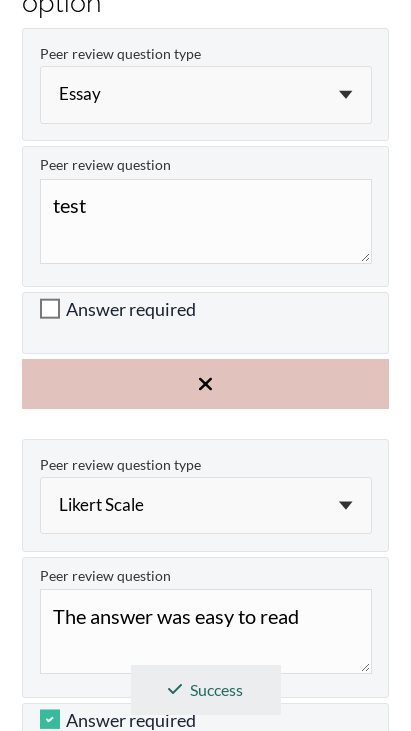 option
Peer review question type
Essay
Peer review question
test
Answer required
Peer review question type
Likert Scale
Peer review question
The answer was easy to read
Success
Answer required